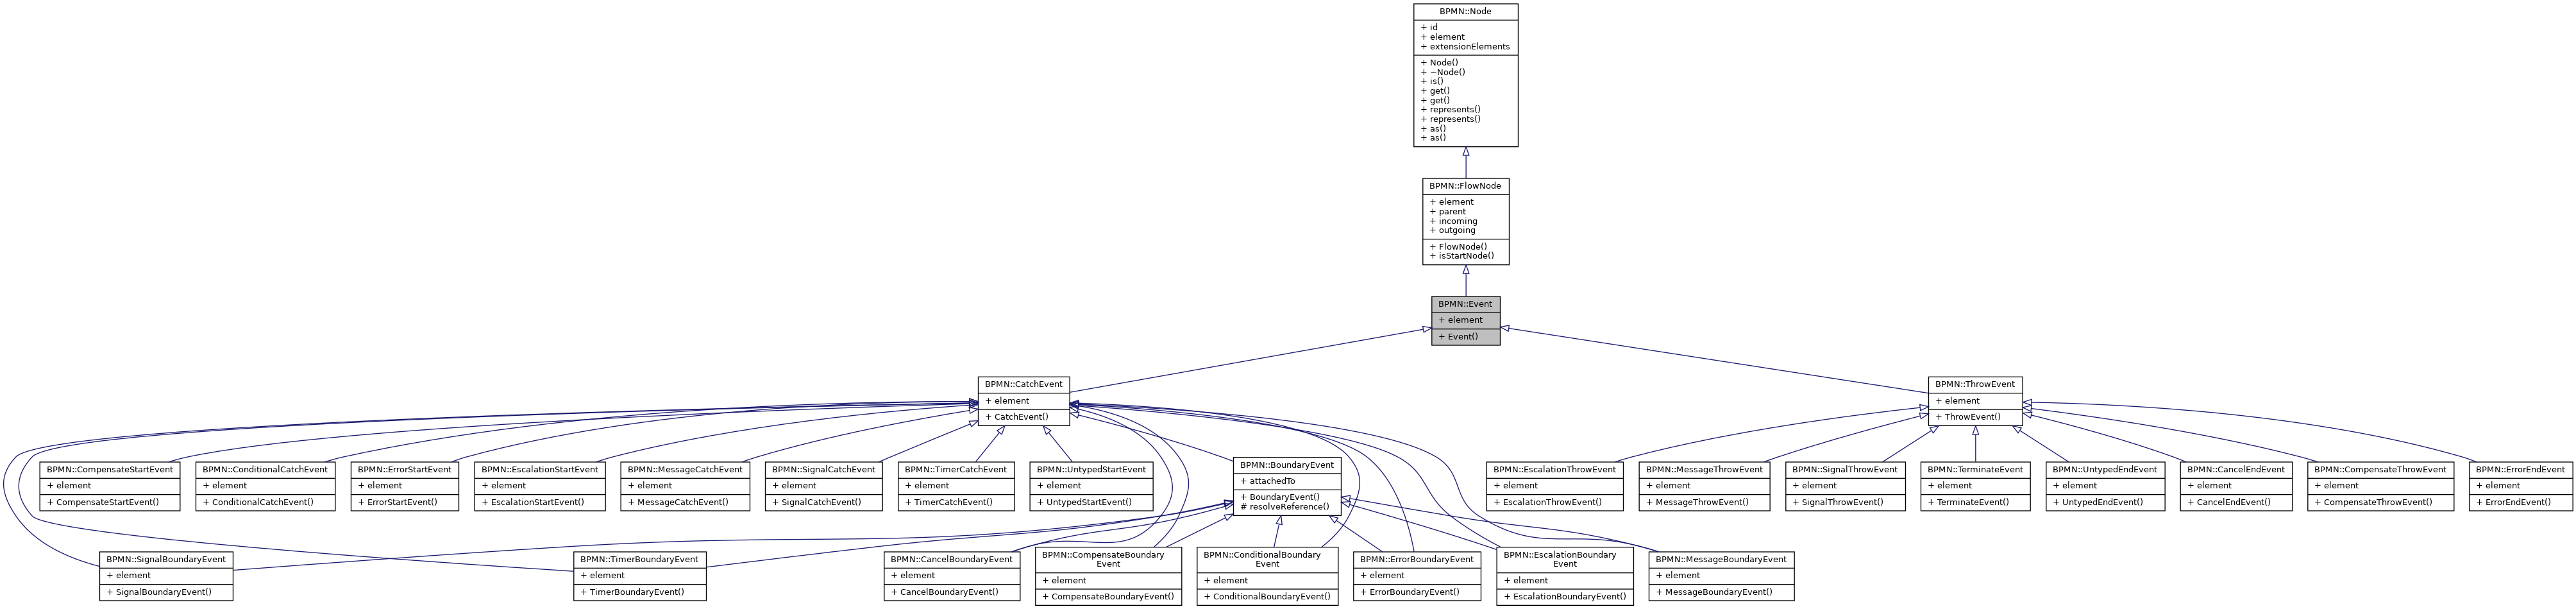 BPMN::Node
+ id
+ element
+ extensionElements
+ Node()
+ ~Node()
+ is()
+ get()
+ get()
+ represents()
+ represents()
+ as()
+ as()
BPMN::FlowNode
+ element
+ parent
+ incoming
+ outgoing
+ FlowNode()
+ isStartNode()
BPMN::Event
+ element
+ Event()
BPMN::CatchEvent
+ element
+ CatchEvent()
BPMN::ThrowEvent
+ element
+ ThrowEvent()
BPMN::CompensateStartEvent
+ element
+ CompensateStartEvent()
BPMN::ConditionalCatchEvent
+ element
+ ConditionalCatchEvent()
BPMN::ErrorStartEvent
+ element
+ ErrorStartEvent()
BPMN::EscalationStartEvent
+ element
+ EscalationStartEvent()
BPMN::MessageCatchEvent
+ element
+ MessageCatchEvent()
BPMN::SignalCatchEvent
+ element
+ SignalCatchEvent()
BPMN::TimerCatchEvent
+ element
+ TimerCatchEvent()
BPMN::UntypedStartEvent
+ element
+ UntypedStartEvent()
BPMN::BoundaryEvent
+ attachedTo
+ BoundaryEvent()
# resolveReference()
BPMN::EscalationThrowEvent
+ element
+ EscalationThrowEvent()
BPMN::MessageThrowEvent
+ element
+ MessageThrowEvent()
BPMN::SignalThrowEvent
+ element
+ SignalThrowEvent()
BPMN::TerminateEvent
+ element
+ TerminateEvent()
BPMN::UntypedEndEvent
+ element
+ UntypedEndEvent()
BPMN::CancelEndEvent
+ element
+ CancelEndEvent()
BPMN::CompensateThrowEvent
+ element
+ CompensateThrowEvent()
BPMN::ErrorEndEvent
+ element
+ ErrorEndEvent()
BPMN::SignalBoundaryEvent
+ element
+ SignalBoundaryEvent()
BPMN::TimerBoundaryEvent
+ element
+ TimerBoundaryEvent()
BPMN::CancelBoundaryEvent
+ element
+ CancelBoundaryEvent()
BPMN::CompensateBoundary
Event
+ element
+ CompensateBoundaryEvent()
BPMN::ConditionalBoundary
Event
+ element
+ ConditionalBoundaryEvent()
BPMN::ErrorBoundaryEvent
+ element
+ ErrorBoundaryEvent()
BPMN::EscalationBoundary
Event
+ element
+ EscalationBoundaryEvent()
BPMN::MessageBoundaryEvent
+ element
+ MessageBoundaryEvent()